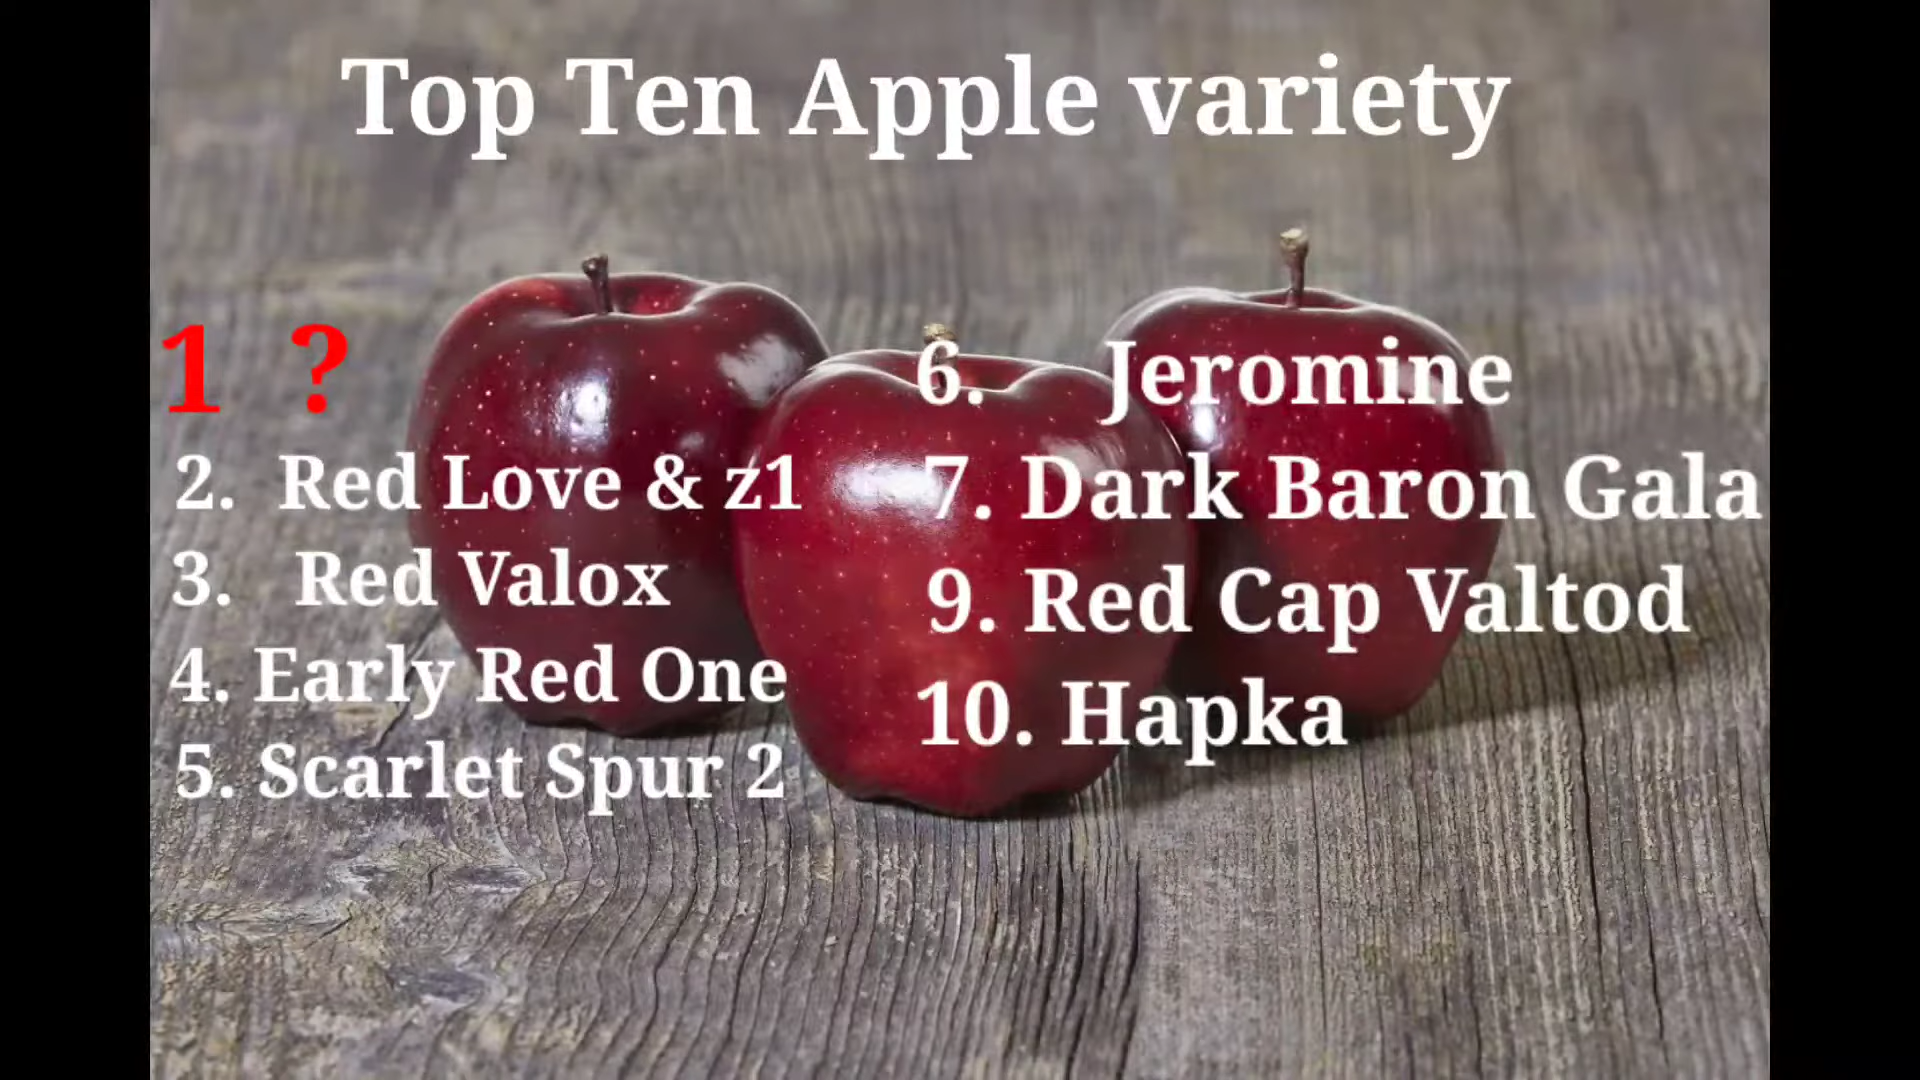 Top Ten Apple variety
1 ?
2. Red Love & z1
3. Red Valox
4. Early Red One
5. Scarlet Spur 2
6. Jeromine
7. Dark Baron Gala
9. Red Cap Valtod
10. Hapka